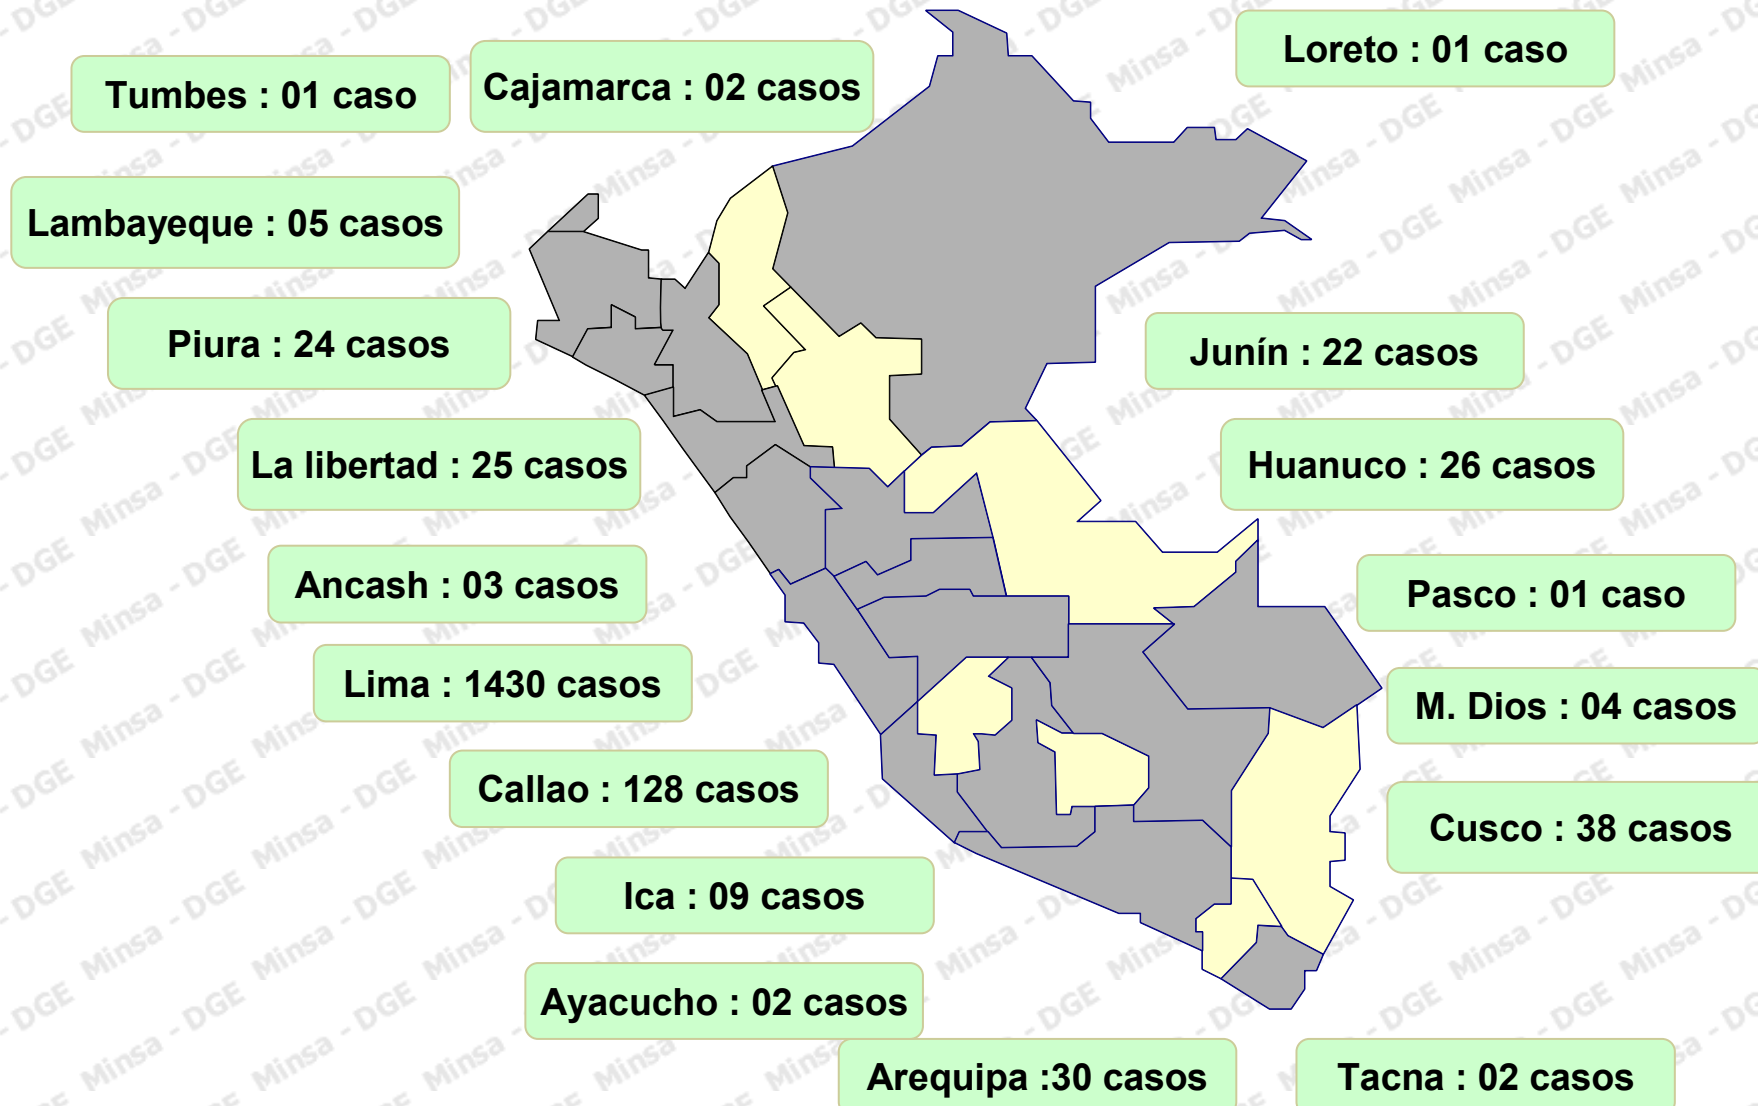 Loreto : 01 caso
Tumbes : 01 caso
Cajamarca : 02 casos
Lambayeque : 05 casos
Piura : 24 casos
Junín : 22 casos
La libertad : 25 casos
Huanuco : 26 casos
Ancash : 03 casos
Pasco : 01 caso
Lima : 1430 casos
M. Dios : 04 casos
Callao : 128 casos
Cusco : 38 casos
Ica : 09 casos
Ayacucho : 02 casos
Arequipa :30 casos
Tacna : 02 casos
Minsa - DGE